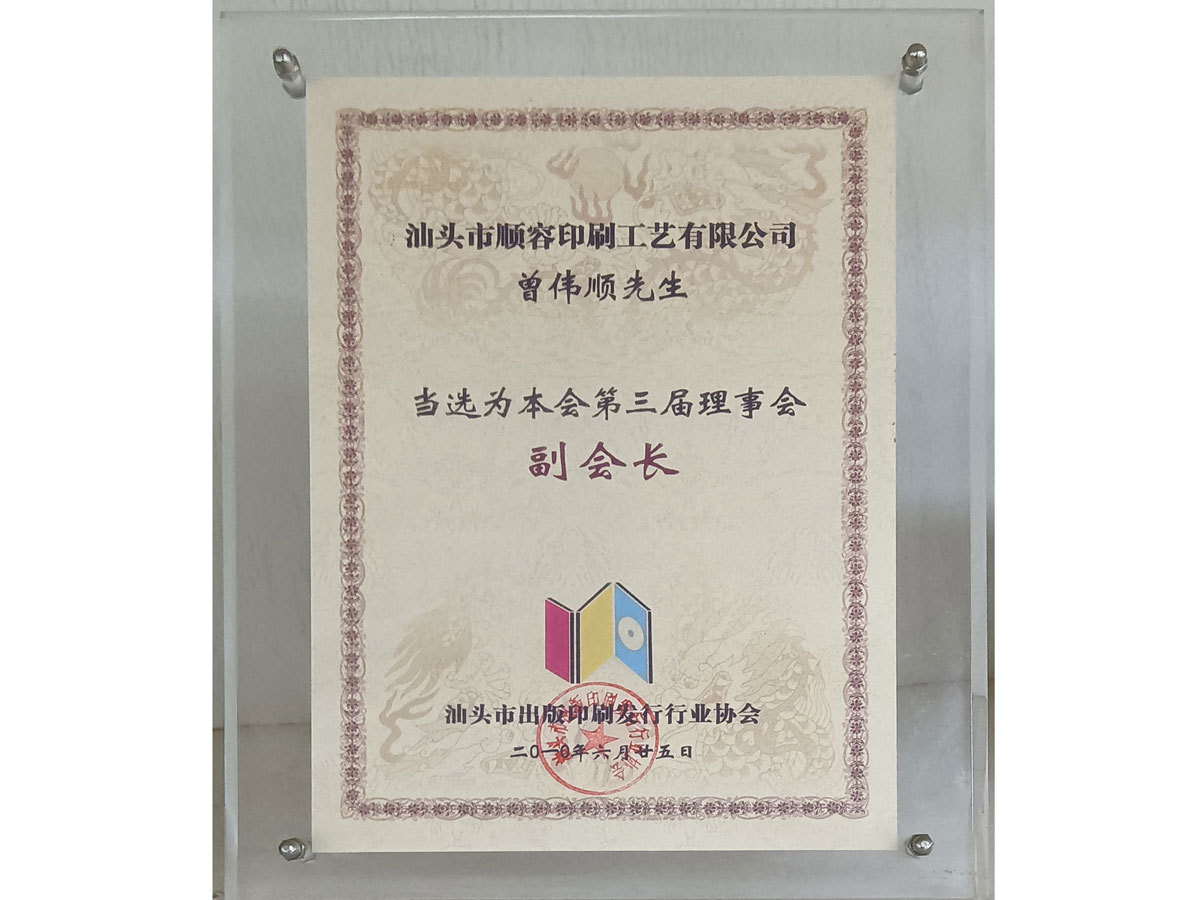 汕头市顺容印刷工艺有限公司
曾伟顺先生
当选为本会第三届理事会
副会长
汕头市出版印刷发行行业协会
二0一0年六月廿五日